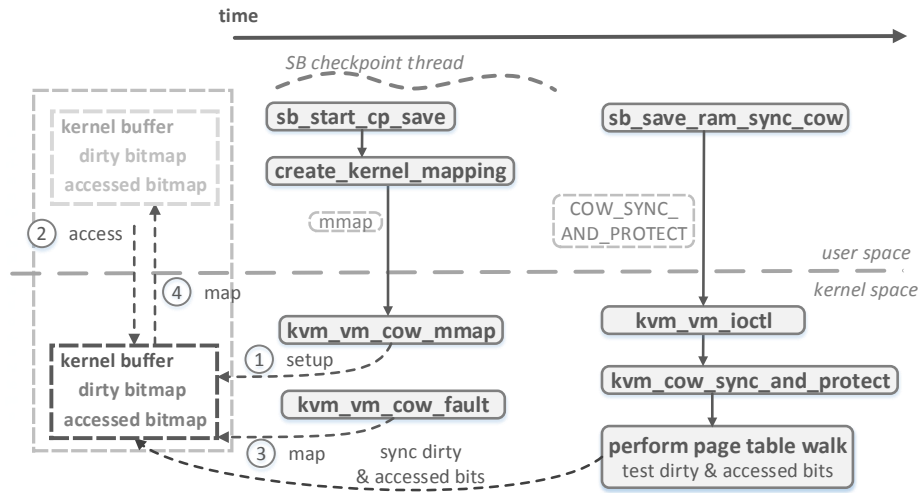 time
SB checkpoint thread
sb_start_cp_save
sb_save_ram_sync_cow
kernel buffer
dirty bitmap
accessed bitmap
create_kernel_mapping
mmap
COW_SYNC_
AND_PROTECT
2 access
user space
kernel space
4 map
kvm_vm_cow_mmap
kvm_vm_ioctl
kernel buffer
dirty bitmap
accessed bitmap
1 setup
kvm_cow_sync_and_protect
kvm_vm_cow_fault
3 map
sync dirty
& accessed bits
perform page table walk
test dirty & accessed bits